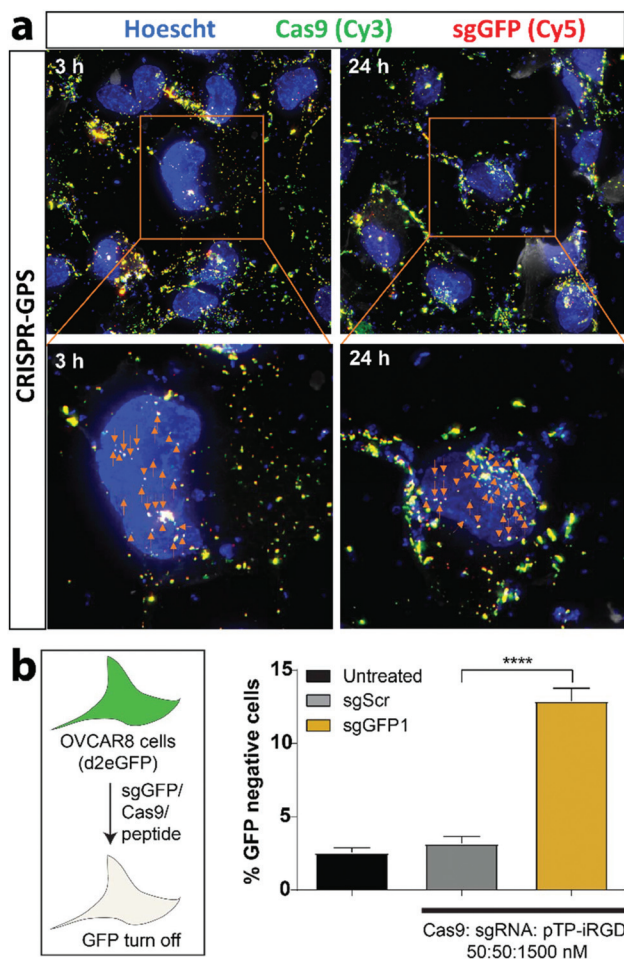 a
Hoescht Cas9 (Cy3) sgGFP (Cy5)
3 h
24 h
CRISPR-GPS
3 h
24 h
b
OVCAR8 cells
(d2eGFP)
sgGFP/
Cas9/
peptide
GFP turn off
% GFP negative cells
15
10
5
0
Untreated
sgScr
sgGFP1
****
Cas9: sgRNA: pTP-iRGD
50:50:1500 nM